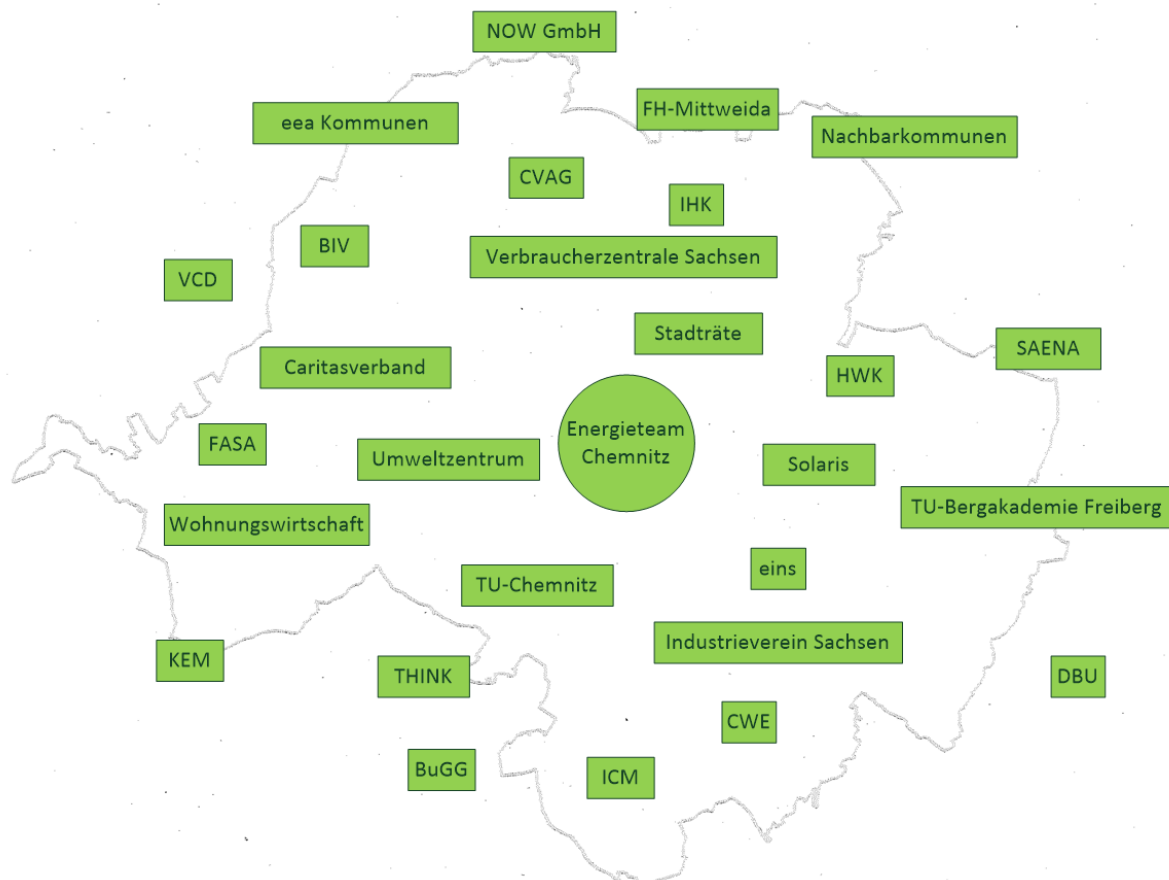 NOW GmbH
FH-Mittweida
eea Kommunen
Nachbarkommunen
CVAG
IHK
BIV
Verbraucherzentrale Sachsen
VCD
Stadträte
SAENA
Caritasverband
HWK
Energieteam
Chemnitz
FASA
Umweltzentrum
Solaris
TU-Bergakademie Freiberg
Wohnungswirtschaft
eins
TU-Chemnitz
Industrieverein Sachsen
KEM
THINK
DBU
CWE
BuGG
ICM